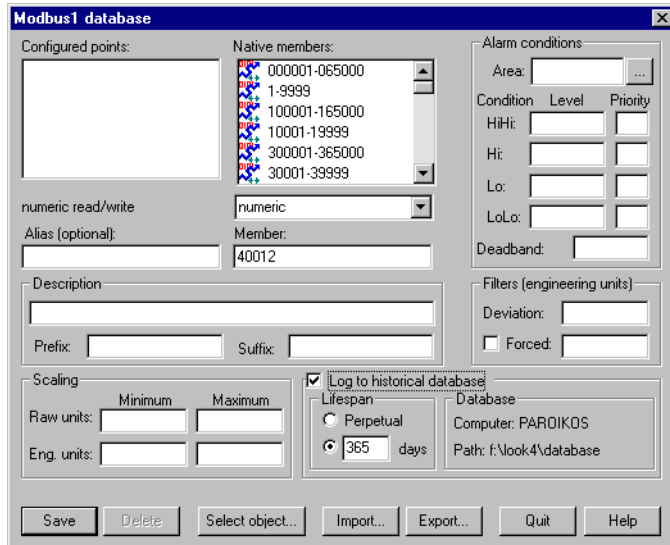 Modbus1 database
Configured points:
Native members:
000001-065000
1-9999
100001-165000
10001-19999
300001-365000
30001-39999
numeric read/write
numeric
Alias (optional):
Member:
40012
Alarm conditions
Area:
...
Condition Level Priority
HiHi:
Hi:
Lo:
LoLo:
Deadband:
Description
Prefix:
Suffix:
Filters (engineering units)
Deviation:
Forced:
Scaling
Minimum Maximum
Raw units:
Eng. units:
Log to historical database
Lifespan
Perpetual
365 days
Database
Computer: PAROIKOS
Path: f:\look4\database
Save Delete Select object... Import... Export... Quit Help